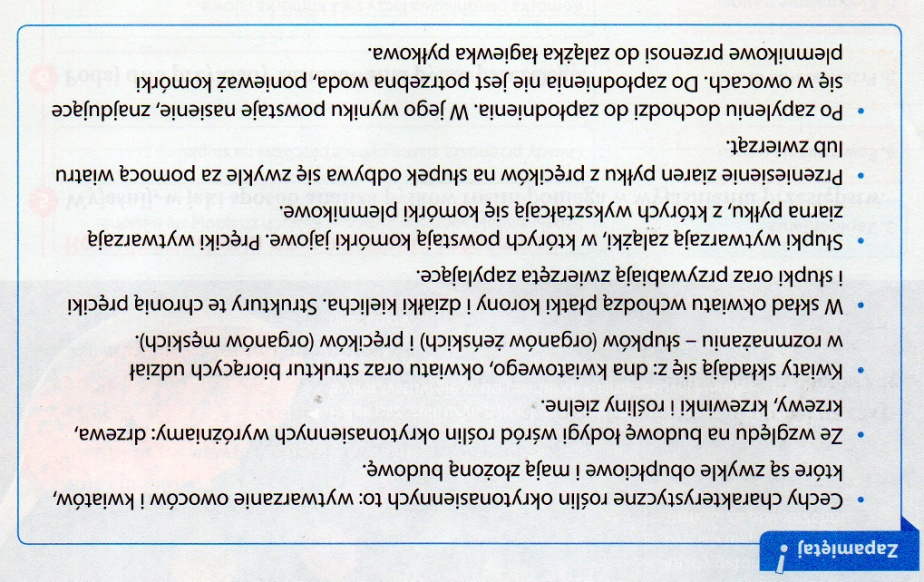 Zapamiętaj!
• Cechy charakterystyczne roślin okrytonasiennych to: wytwarzanie owoców i kwiatów,
które są zwykle obupłciowe i mają złożoną budowę.
• Ze względu na budowę łodygi wśród roślin okrytonasiennych wyróżniamy: drzewa,
krzewy, krzewinki i rośliny zielne.
• Kwiaty składają się z: dna kwiatowego, okwiatu oraz struktur biorących udział
w rozmnażaniu – słupków (organów żeńskich) i pręcików (organów męskich).
• W skład okwiatu wchodzą płatki korony i działki kielicha. Struktury te chronią pręciki
i słupki oraz przywabiają zwierzęta zapylające.
• Słupki wytwarzają zalążki, w których powstają komórki jajowe. Pręciki wytwarzają
ziarna pyłku, z których wykształcają się komórki plemnikowe.
• Przeniesienie ziaren pyłku z pręcików na słupek odbywa się zwykle za pomocą wiatru
lub zwierząt.
• Po zapyleniu dochodzi do zapłodnienia. W jego wyniku powstaje nasienie, znajdujące
się w owocach. Do zapłodnienia nie jest potrzebna woda, ponieważ komórki
plemnikowe przenosi do zalążka łagiewka pyłkowa.